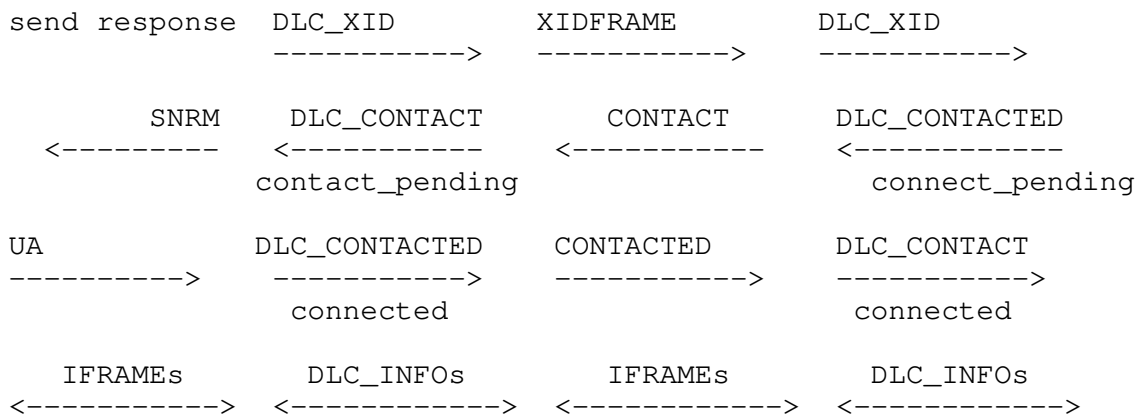 send response DLC_XID XIDFRAME DLC_XID
-----------> -----------> ----------->
SNRM DLC_CONTACT CONTACT DLC_CONTACTED
<--------- <----------- <----------- <------------
contact_pending connect_pending
UA DLC_CONTACTED CONTACTED DLC_CONTACT
----------> -----------> ------------> ----------->
connected connected
IFRAMEs DLC_INFOs IFRAMEs DLC_INFOs
<-----------> <------------> <------------> <------------>